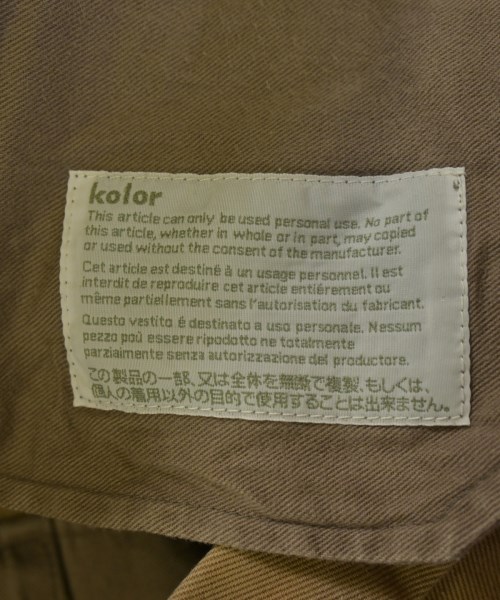 kolor
This article can only be used personal use. No part of
this article, whether in whole or in part, may copied
or used without the consent of the manufacturer.
Cet article est destiné à un usage personnel. Il est
interdit de reproduire cet article entiérement ou
même partiellement sans l'autorisation du fabricant.
Questo vestito é destinato a uso personale. Nessum
pezzo poù essere ripodotto ne totalmente
parzialmente senza autorizzazione del productore.
この製品の一部、又は全体を無断で複製、もしくは、
個人の着用以外の目的で使用することは出来ません。